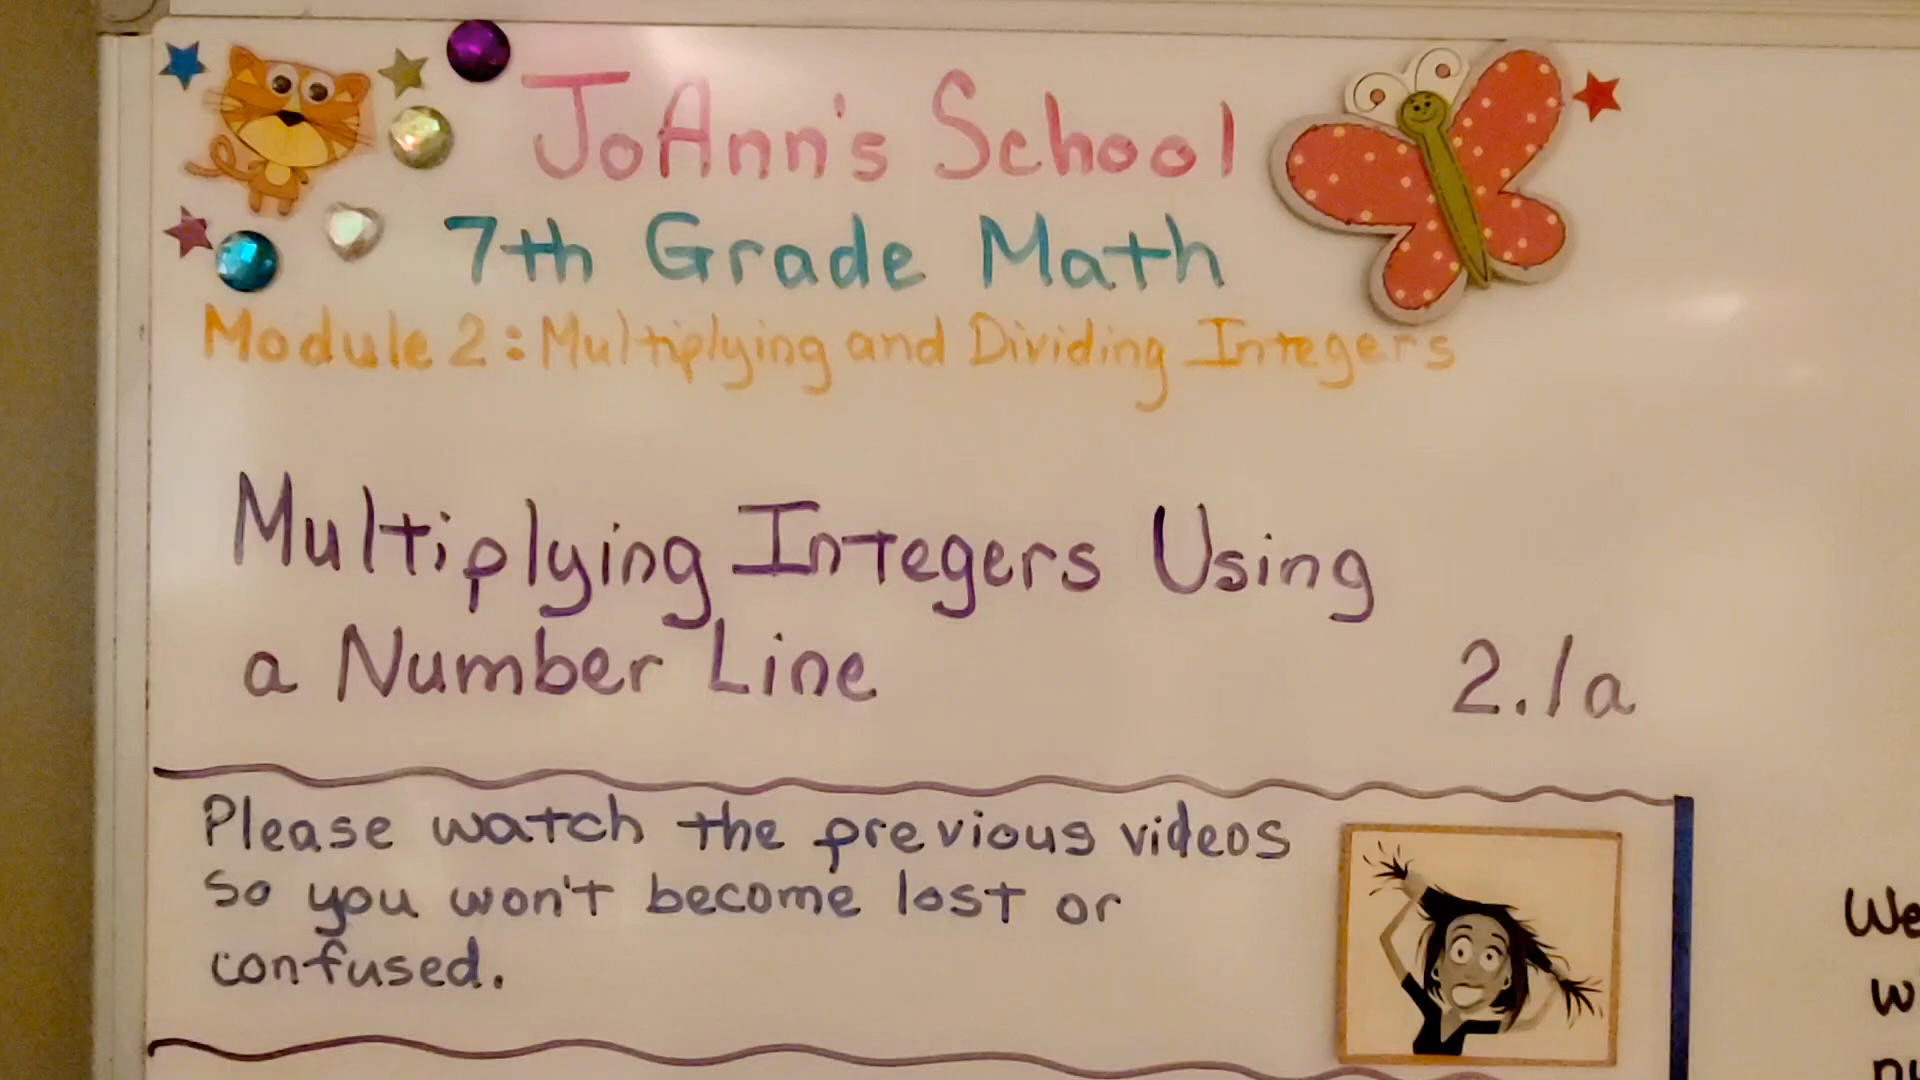 JoAnn's School
7th Grade Math
Module 2: Multiplying and Dividing Integers
Multiplying Integers Using
a Number Line
2.1a
Please watch the previous videos
so you won't become lost or
confused.
We